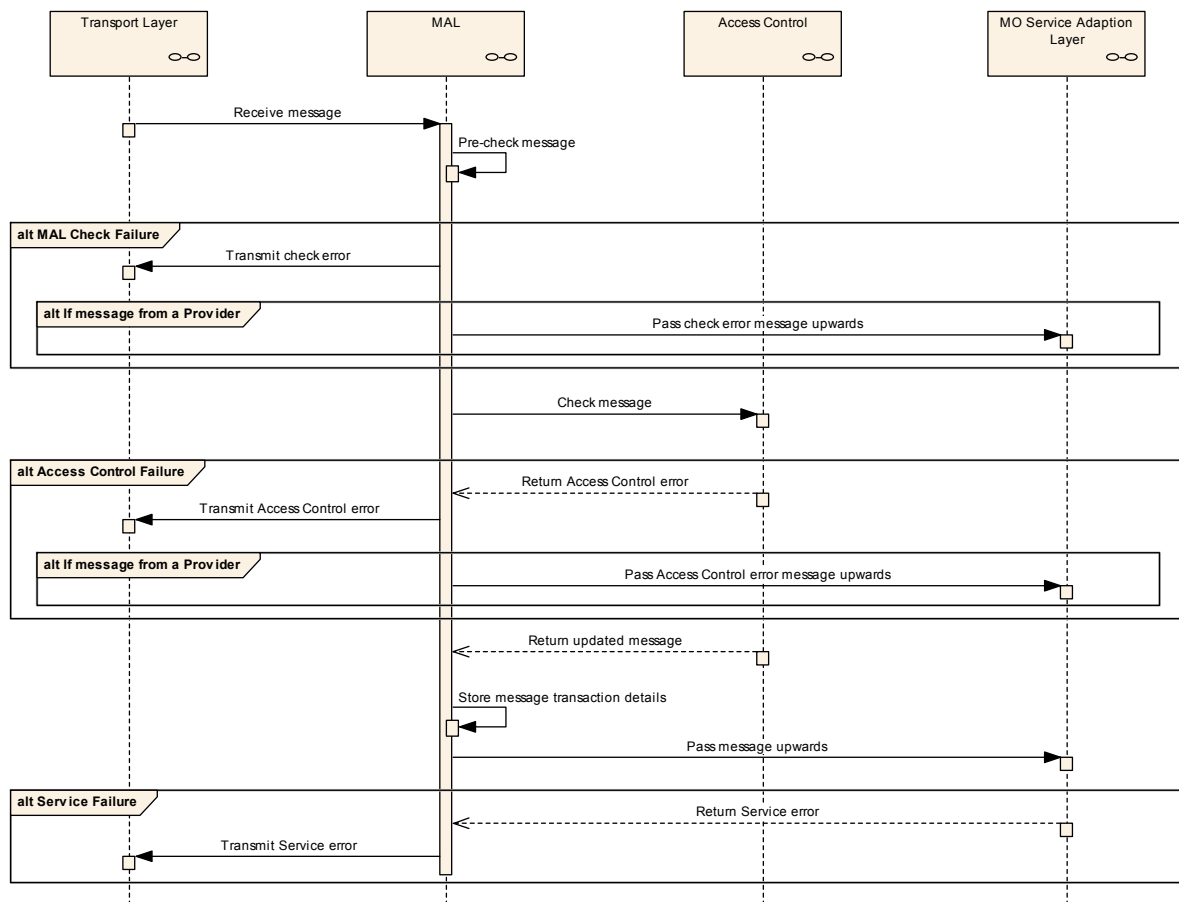 Transport Layer
MAL
Access Control
MO Service Adaption
Layer
Receive message
Pre-check message
alt MAL Check Failure
Transmit check error
alt If message from a Provider
Pass check error message upwards
Check message
alt Access Control Failure
Return Access Control error
Transmit Access Control error
alt If message from a Provider
Pass Access Control error message upwards
Return updated message
Store message transaction details
Pass message upwards
alt Service Failure
Return Service error
Transmit Service error